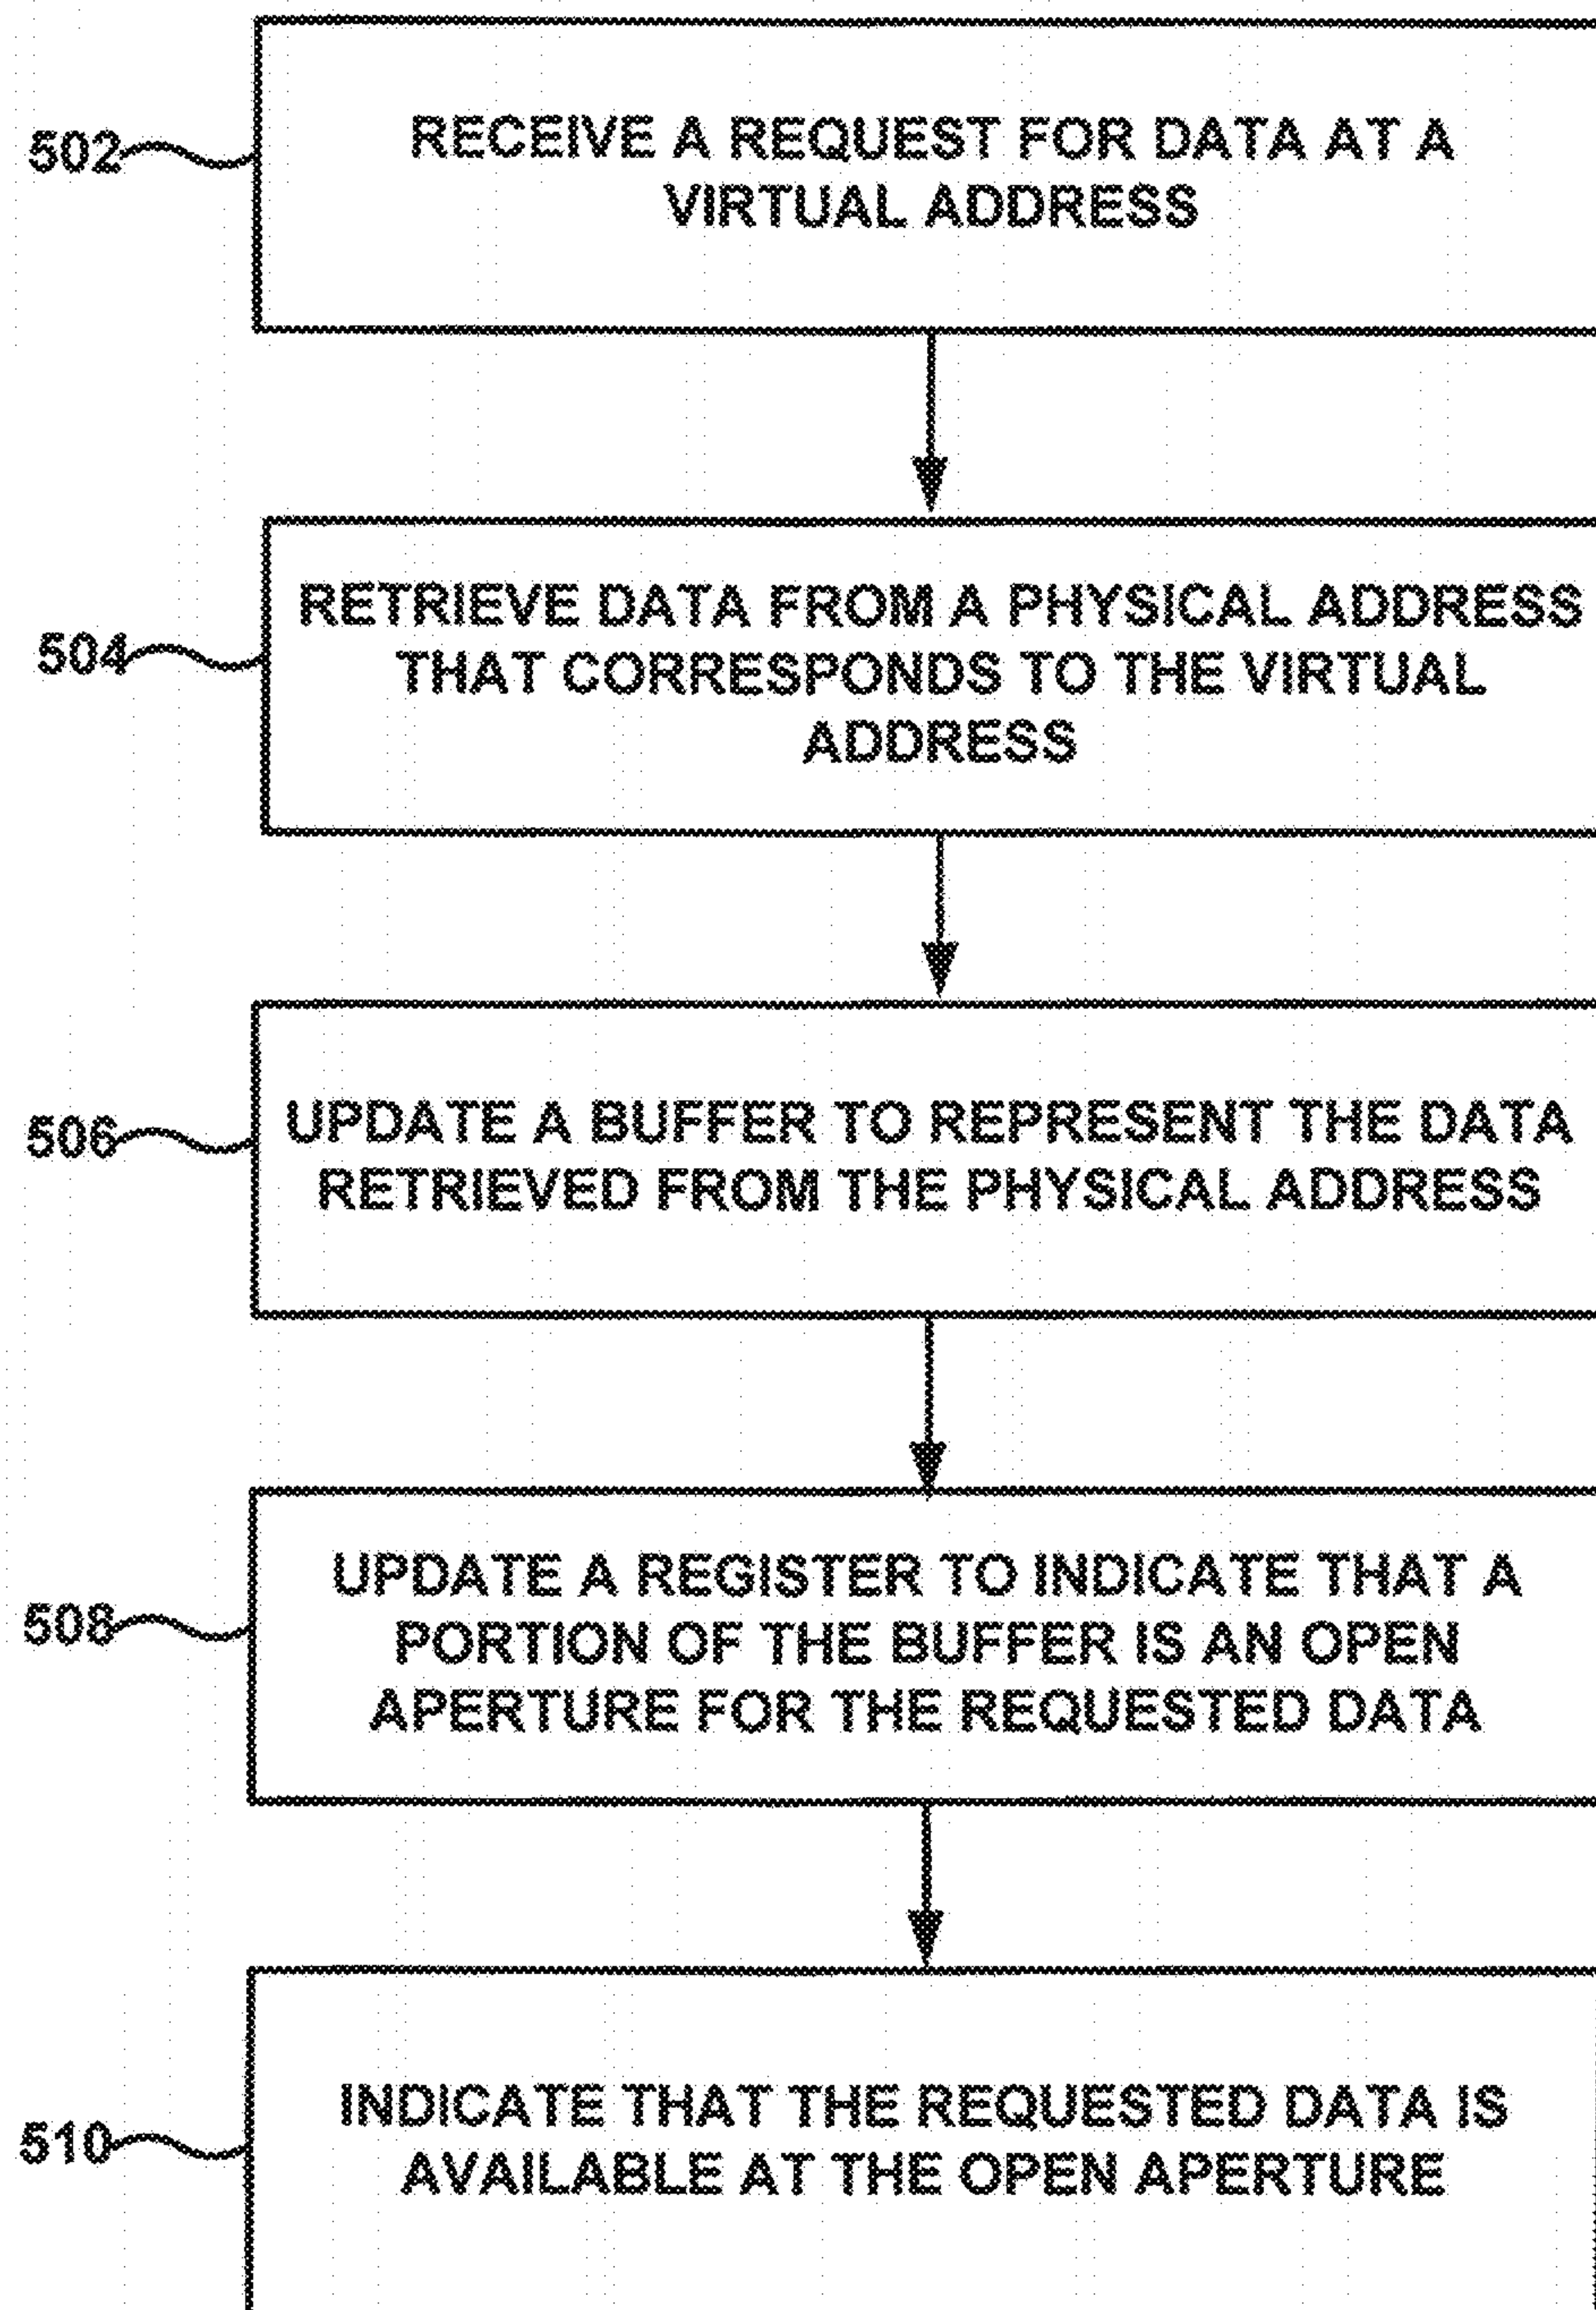 502
RECEIVE A REQUEST FOR DATA AT A
VIRTUAL ADDRESS
504
RETRIEVE DATA FROM A PHYSICAL ADDRESS
THAT CORRESPONDS TO THE VIRTUAL
ADDRESS
506
UPDATE A BUFFER TO REPRESENT THE DATA
RETRIEVED FROM THE PHYSICAL ADDRESS
508
UPDATE A REGISTER TO INDICATE THAT A
PORTION OF THE BUFFER IS AN OPEN
APERTURE FOR THE REQUESTED DATA
510
INDICATE THAT THE REQUESTED DATA IS
AVAILABLE AT THE OPEN APERTURE